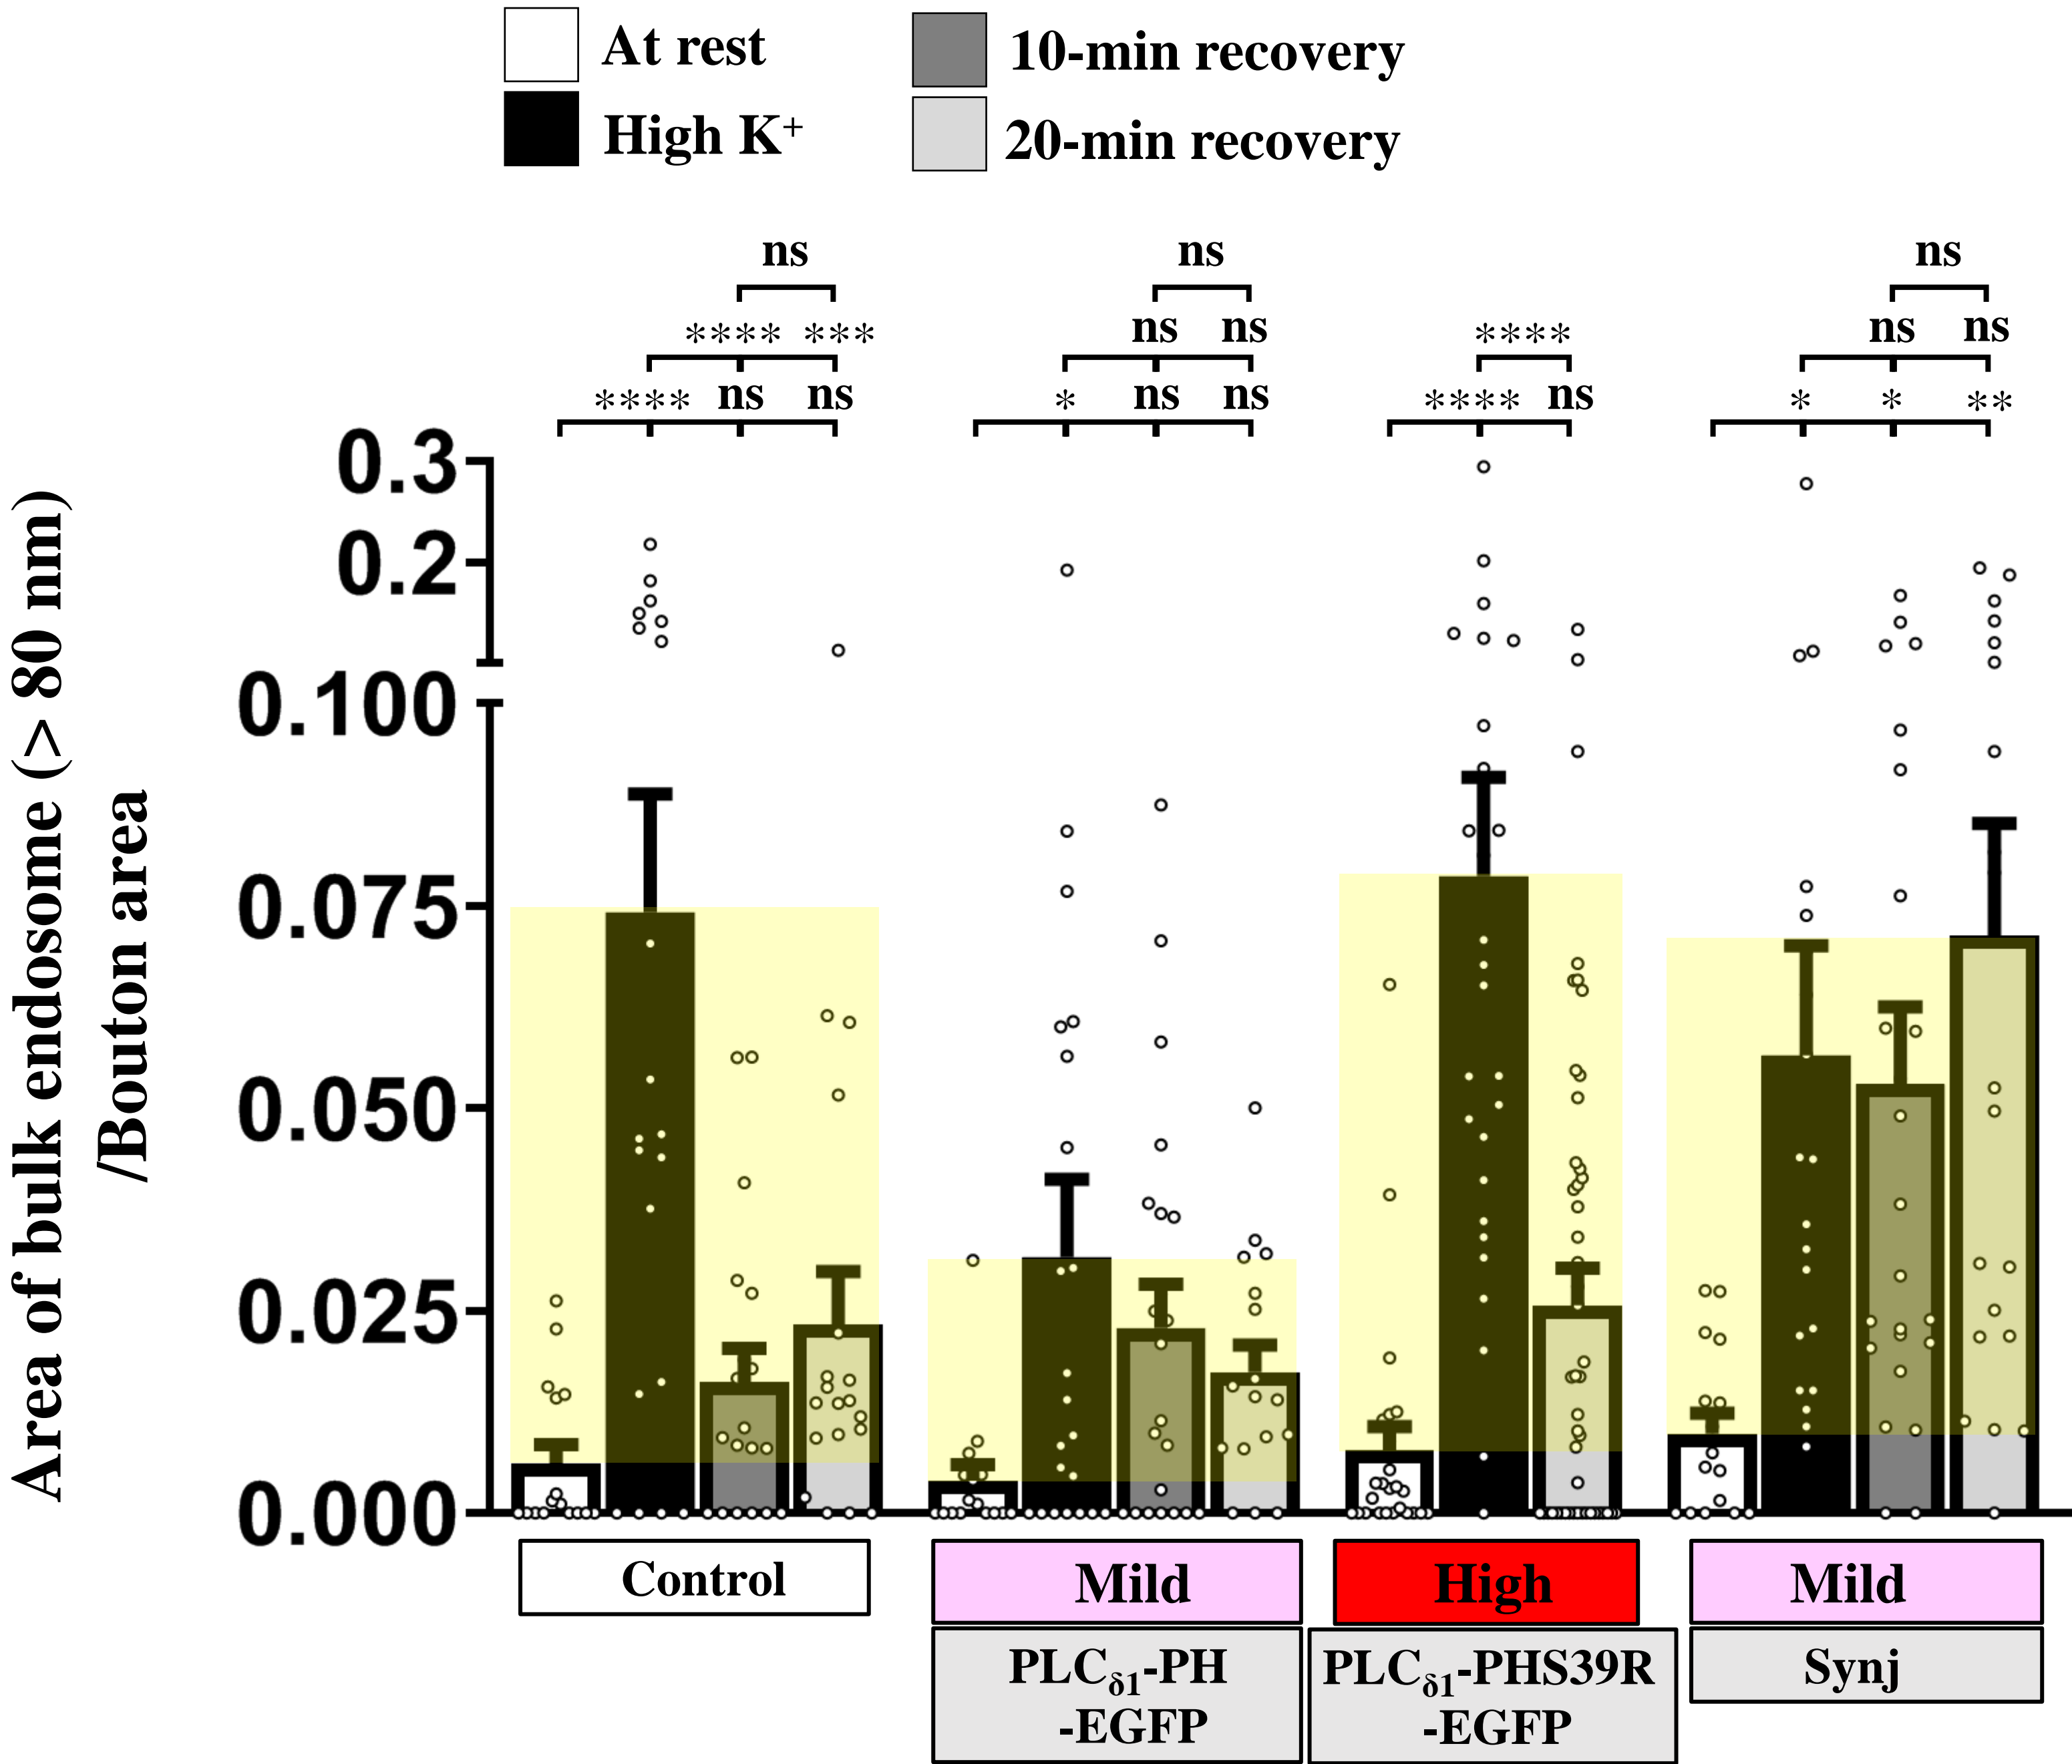 At rest
10-min recovery
High K⁺
20-min recovery
ns
ns
ns
**** ***
ns ns
****
ns ns
**** ns ns
* ns ns
**** ns
* * **
0.3
0.2
0.100
0.075
0.050
0.025
0.000
Area of bulk endosome (> 80 nm)
/Bouton area
Control
Mild
High
Mild
PLCδ1-PH
-EGFP
PLCδ1-PHS39R
-EGFP
Synj